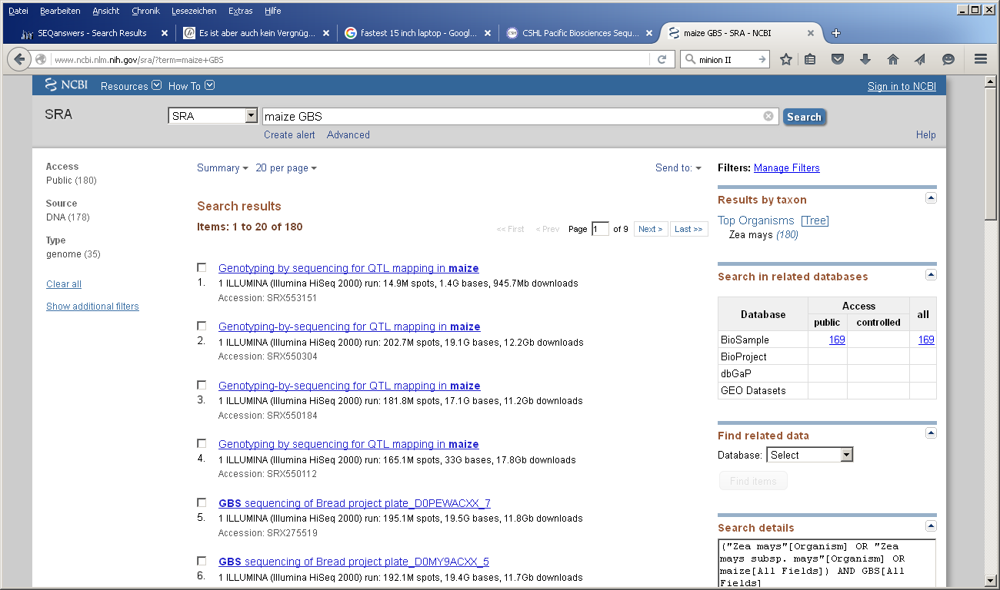 Datei Bearbeiten Ansicht Chronik Lesezeichen Extras Hilfe
SEQanswers - Search Results Es ist aber auch kein Vergnüg... fastest 15 inch laptop - Googl... CSHL Pacific Biosciences Sequ... maize GBS - SRA - NCBI
www.ncbi.nlm.nih.gov/sra/?term=maize+GBS minion II
NCBI Resources How To Sign in to NCBI
SRA SRA maize GBS Search
Create alert Advanced Help
Access
Public (180)
Source
DNA (178)
Type
genome (35)
Clear all
Show additional filters
Summary 20 per page Send to:
Search results
Items: 1 to 20 of 180
<< First < Prev Page 1 of 9 Next > Last >>
Genotyping by sequencing for QTL mapping in maize
1. 1 ILLUMINA (Illumina HiSeq 2000) run: 14.9M spots, 1.4G bases, 945.7Mb downloads
Accession: SRX553151
Genotyping-by-sequencing for QTL mapping in maize
2. 1 ILLUMINA (Illumina HiSeq 2000) run: 202.7M spots, 19.1G bases, 12.2Gb downloads
Accession: SRX550304
Genotyping-by-sequencing for QTL mapping in maize
3. 1 ILLUMINA (Illumina HiSeq 2000) run: 181.8M spots, 17.1G bases, 11.2Gb downloads
Accession: SRX550184
Genotyping by sequencing for QTL mapping in maize
4. 1 ILLUMINA (Illumina HiSeq 2000) run: 165.1M spots, 33G bases, 17.8Gb downloads
Accession: SRX550112
GBS sequencing of Bread project plate_D0PEWACXX_7
5. 1 ILLUMINA (Illumina HiSeq 2000) run: 195.1M spots, 19.5G bases, 11.8Gb downloads
Accession: SRX275519
GBS sequencing of Bread project plate_D0MY9ACXX_5
6. 1 ILLUMINA (Illumina HiSeq 2000) run: 192.1M spots, 19.4G bases, 11.7Gb downloads
Filters: Manage Filters
Results by taxon
Top Organisms [Tree]
Zea mays (180)
Search in related databases
Database Access all
public controlled
BioSample 169 169
BioProject
dbGaP
GEO Datasets
Find related data
Database: Select
Find items
Search details
("Zea mays"[Organism] OR "Zea
mays subsp. mays"[Organism] OR
maize[All Fields]) AND GBS[All
Fields]